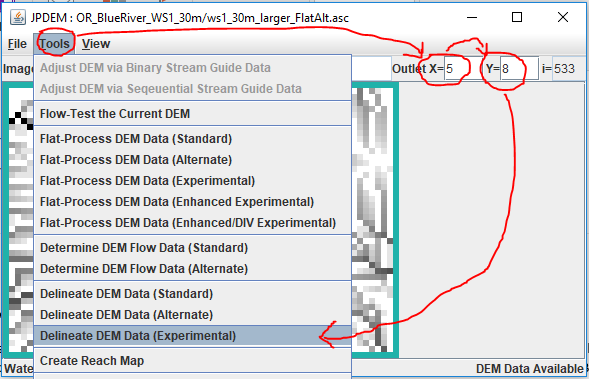 JPDEM : OR_BlueRiver_WS1_30m/ws1_30m_larger_FlatAlt.asc
File Tools View
Image
Outlet X= 5 Y= 8 i= 533
Adjust DEM via Binary Stream Guide Data
Adjust DEM via Seqeuential Stream Guide Data
Flow-Test the Current DEM
Flat-Process DEM Data (Standard)
Flat-Process DEM Data (Alternate)
Flat-Process DEM Data (Experimental)
Flat-Process DEM Data (Enhanced Experimental)
Flat-Process DEM Data (Enhanced/DIV Experimental)
Determine DEM Flow Data (Standard)
Determine DEM Flow Data (Alternate)
Delineate DEM Data (Standard)
Delineate DEM Data (Alternate)
Delineate DEM Data (Experimental)
Create Reach Map
Water
DEM Data Available